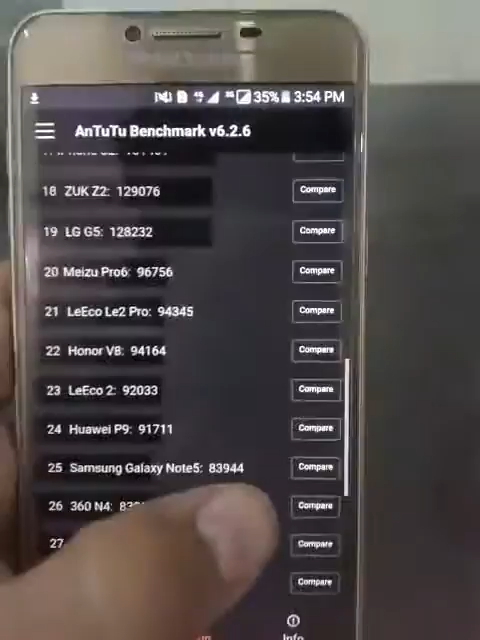 35% 3:54 PM
AnTuTu Benchmark v6.2.6
18 ZUK Z2: 129076 Compare
19 LG G5: 128232 Compare
20 Meizu Pro6: 96756 Compare
21 LeEco Le2 Pro: 94345 Compare
22 Honor V8: 94164 Compare
23 LeEco 2: 92033 Compare
24 Huawei P9: 91711 Compare
25 Samsung Galaxy Note5: 83944 Compare
26 360 N4: Compare
27 Compare
Compare
Info